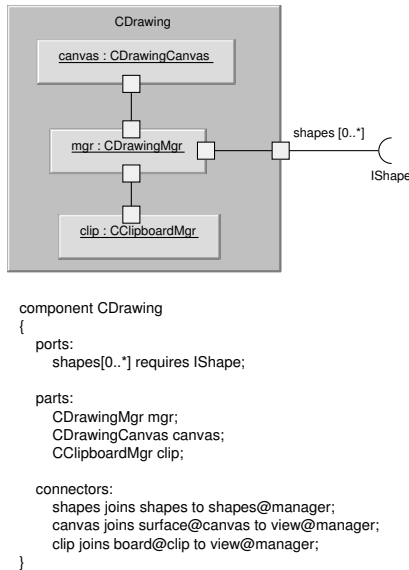 CDrawing
canvas : CDrawingCanvas
mgr : CDrawingMgr
shapes [0..*]
IShape
clip : CClipboardMgr
component CDrawing
{
ports:
shapes[0..*] requires IShape;
parts:
CDrawingMgr mgr;
CDrawingCanvas canvas;
CClipboardMgr clip;
connectors:
shapes joins shapes to shapes@manager;
canvas joins surface@canvas to view@manager;
clip joins board@clip to view@manager;
}